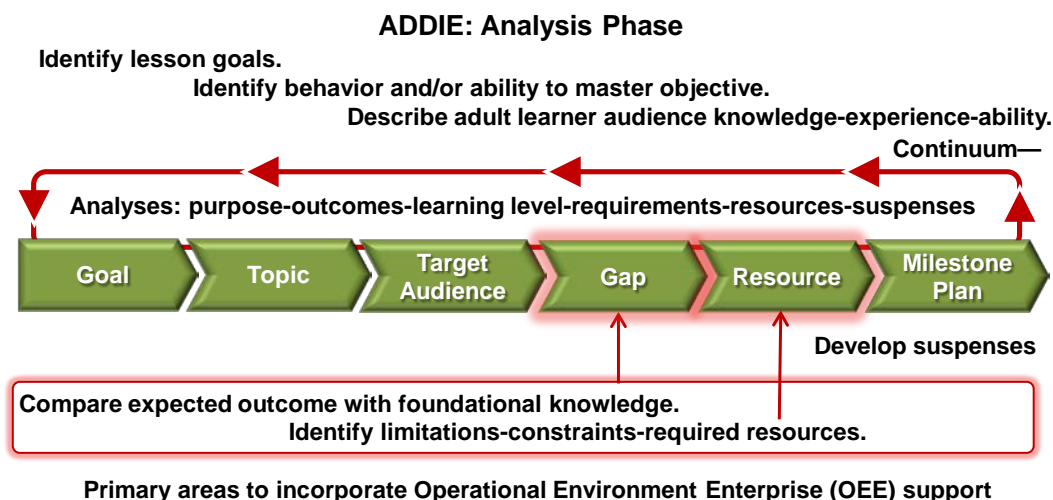 ADDIE: Analysis Phase
Identify lesson goals.
Identify behavior and/or ability to master objective.
Describe adult learner audience knowledge-experience-ability.
Continuum—
Analyses: purpose-outcomes-learning level-requirements-resources-suspenses
Goal
Topic
Target
Audience
Gap
Resource
Milestone
Plan
Develop suspenses
Compare expected outcome with foundational knowledge.
Identify limitations-constraints-required resources.
Primary areas to incorporate Operational Environment Enterprise (OEE) support